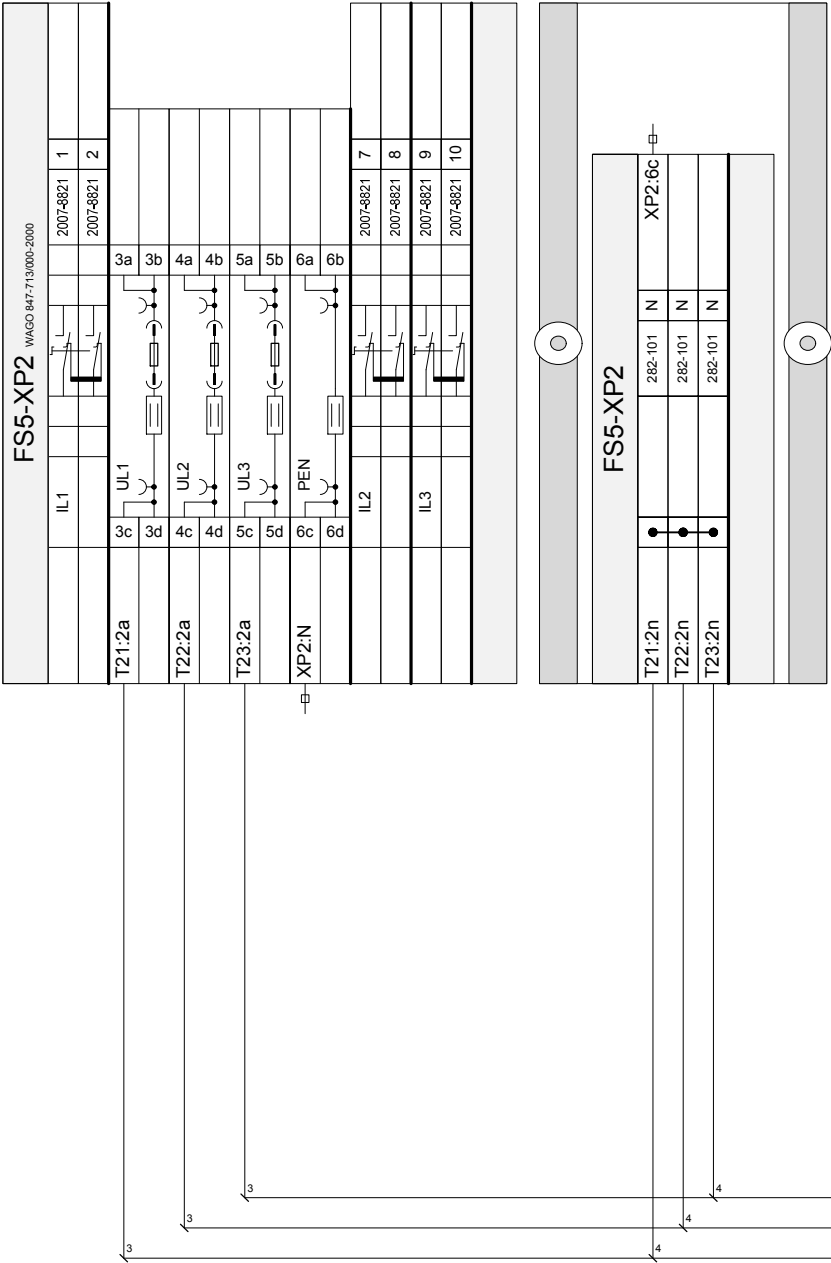 FS5-XP2 WAGO 847-713/000-2000
IL1 2007-8821 1
2007-8821 2
T21:2a 3c UL1 3a
3d 3b
T22:2a 4c UL2 4a
4d 4b
T23:2a 5c UL3 5a
5d 5b
XP2:N 6c PEN 6a
6d 6b
IL2 2007-8821 7
2007-8821 8
IL3 2007-8821 9
2007-8821 10
FS5-XP2
T21:2n 282-101 N XP2:6c
T22:2n 282-101 N
T23:2n 282-101 N
3
4
3
4
3
4